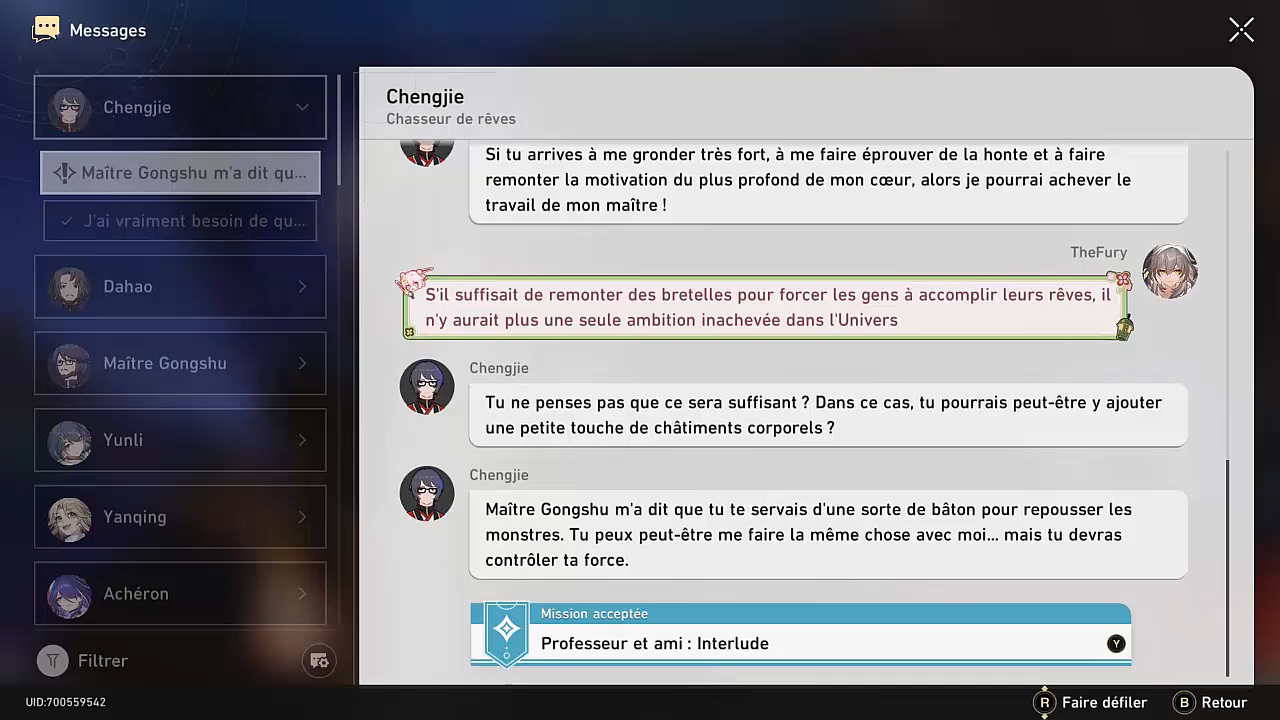 Messages
Chengjie
Maître Gongshu m'a dit qu...
J'ai vraiment besoin de qu...
Dahao
Maître Gongshu
Yunli
Yanqing
Achéron
Filtrer
UID:700559542
Chengjie
Chasseur de rêves
Si tu arrives à me gronder très fort, à me faire éprouver de la honte et à faire
remonter la motivation du plus profond de mon cœur, alors je pourrai achever le
travail de mon maître !
TheFury
S'il suffisait de remonter des bretelles pour forcer les gens à accomplir leurs rêves, il
n'y aurait plus une seule ambition inachevée dans l'Univers
Chengjie
Tu ne penses pas que ce sera suffisant ? Dans ce cas, tu pourrais peut-être y ajouter
une petite touche de châtiments corporels ?
Chengjie
Maître Gongshu m'a dit que tu te servais d'une sorte de bâton pour repousser les
monstres. Tu peux peut-être me faire la même chose avec moi... mais tu devras
contrôler ta force.
Mission acceptée
Professeur et ami : Interlude
Y
R Faire défiler
B Retour